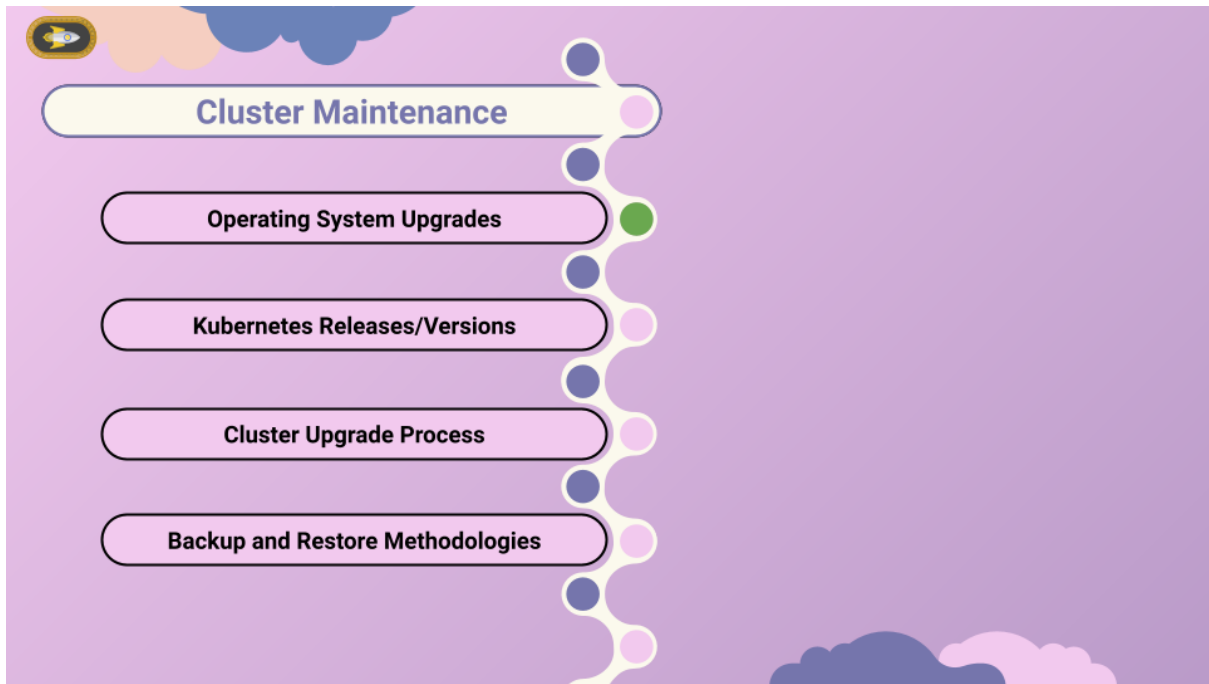 Cluster Maintenance
Operating System Upgrades
Kubernetes Releases/Versions
Cluster Upgrade Process
Backup and Restore Methodologies